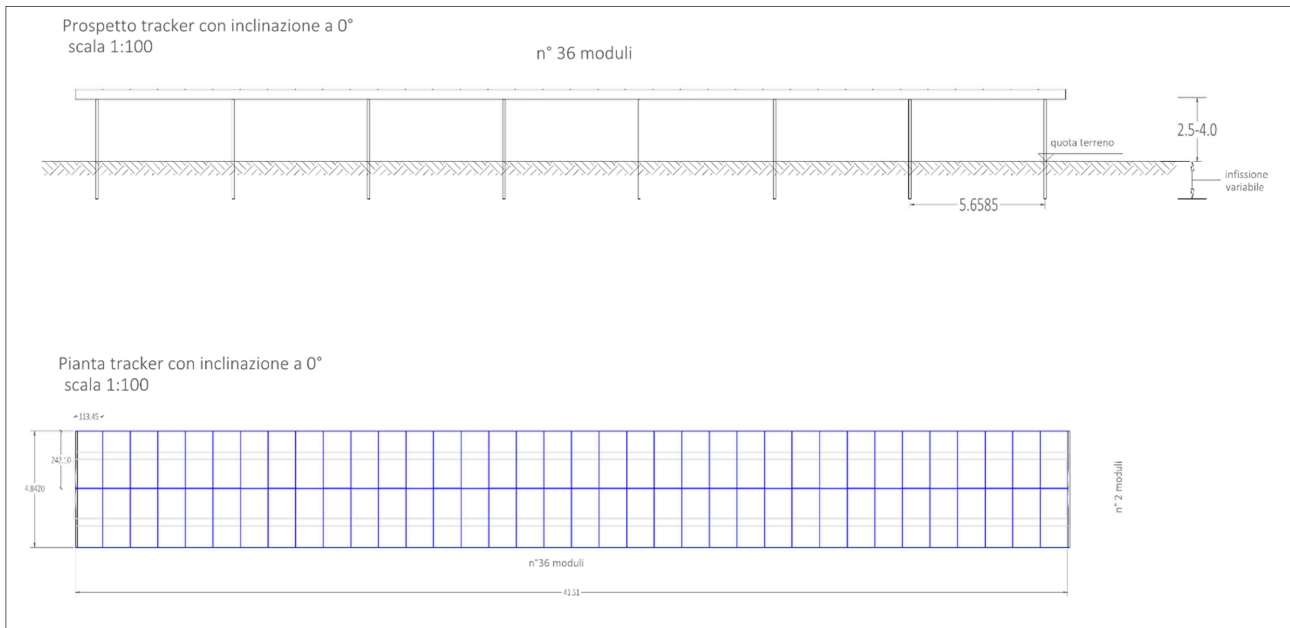 Prospetto tracker con inclinazione a 0°
scala 1:100
n° 36 moduli
2.5-4.0
quota terreno
infissione
variabile
5.6585
Pianta tracker con inclinazione a 0°
scala 1:100
113.45
242.10
4.8420
n° 2 moduli
n°36 moduli
41.51